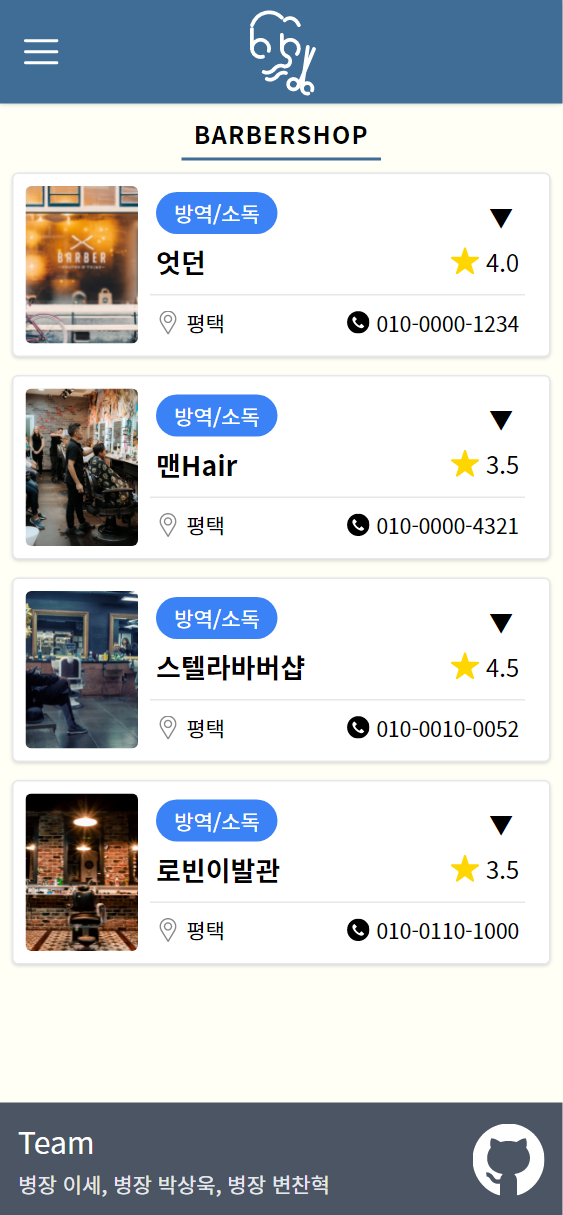 BARBERSHOP
BARBER
방역/소독
▼
엇던
4.0
평택
010-0000-1234
방역/소독
▼
맨Hair
3.5
평택
010-0000-4321
방역/소독
▼
스텔라바버샵
4.5
평택
010-0010-0052
방역/소독
▼
로빈이발관
3.5
평택
010-0110-1000
Team
병장 이세, 병장 박상욱, 병장 변찬혁